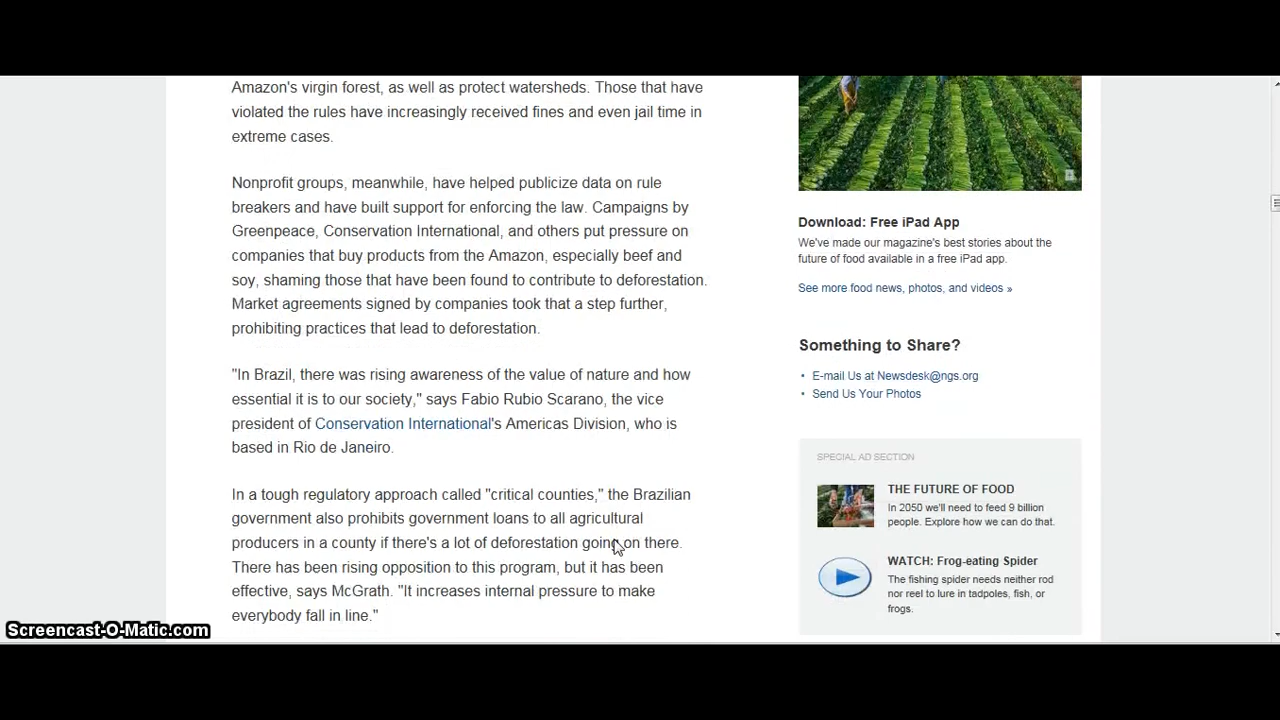 Amazon's virgin forest, as well as protect watersheds. Those that have
violated the rules have increasingly received fines and even jail time in
extreme cases.
Nonprofit groups, meanwhile, have helped publicize data on rule
breakers and have built support for enforcing the law. Campaigns by
Greenpeace, Conservation International, and others put pressure on
companies that buy products from the Amazon, especially beef and
soy, shaming those that have been found to contribute to deforestation.
Market agreements signed by companies took that a step further,
prohibiting practices that lead to deforestation.
"In Brazil, there was rising awareness of the value of nature and how
essential it is to our society," says Fabio Rubio Scarano, the vice
president of Conservation International's Americas Division, who is
based in Rio de Janeiro.
In a tough regulatory approach called "critical counties," the Brazilian
government also prohibits government loans to all agricultural
producers in a county if there's a lot of deforestation going on there.
There has been rising opposition to this program, but it has been
effective, says McGrath. "It increases internal pressure to make
everybody fall in line."
Download: Free iPad App
We've made our magazine's best stories about the
future of food available in a free iPad app.
See more food news, photos, and videos »
Something to Share?
• E-mail Us at Newsdesk@ngs.org
• Send Us Your Photos
SPECIAL AD SECTION
THE FUTURE OF FOOD
In 2050 we'll need to feed 9 billion
people. Explore how we can do that.
WATCH: Frog-eating Spider
The fishing spider needs neither rod
nor reel to lure in tadpoles, fish, or
frogs.
Screencast-O-Matic.com